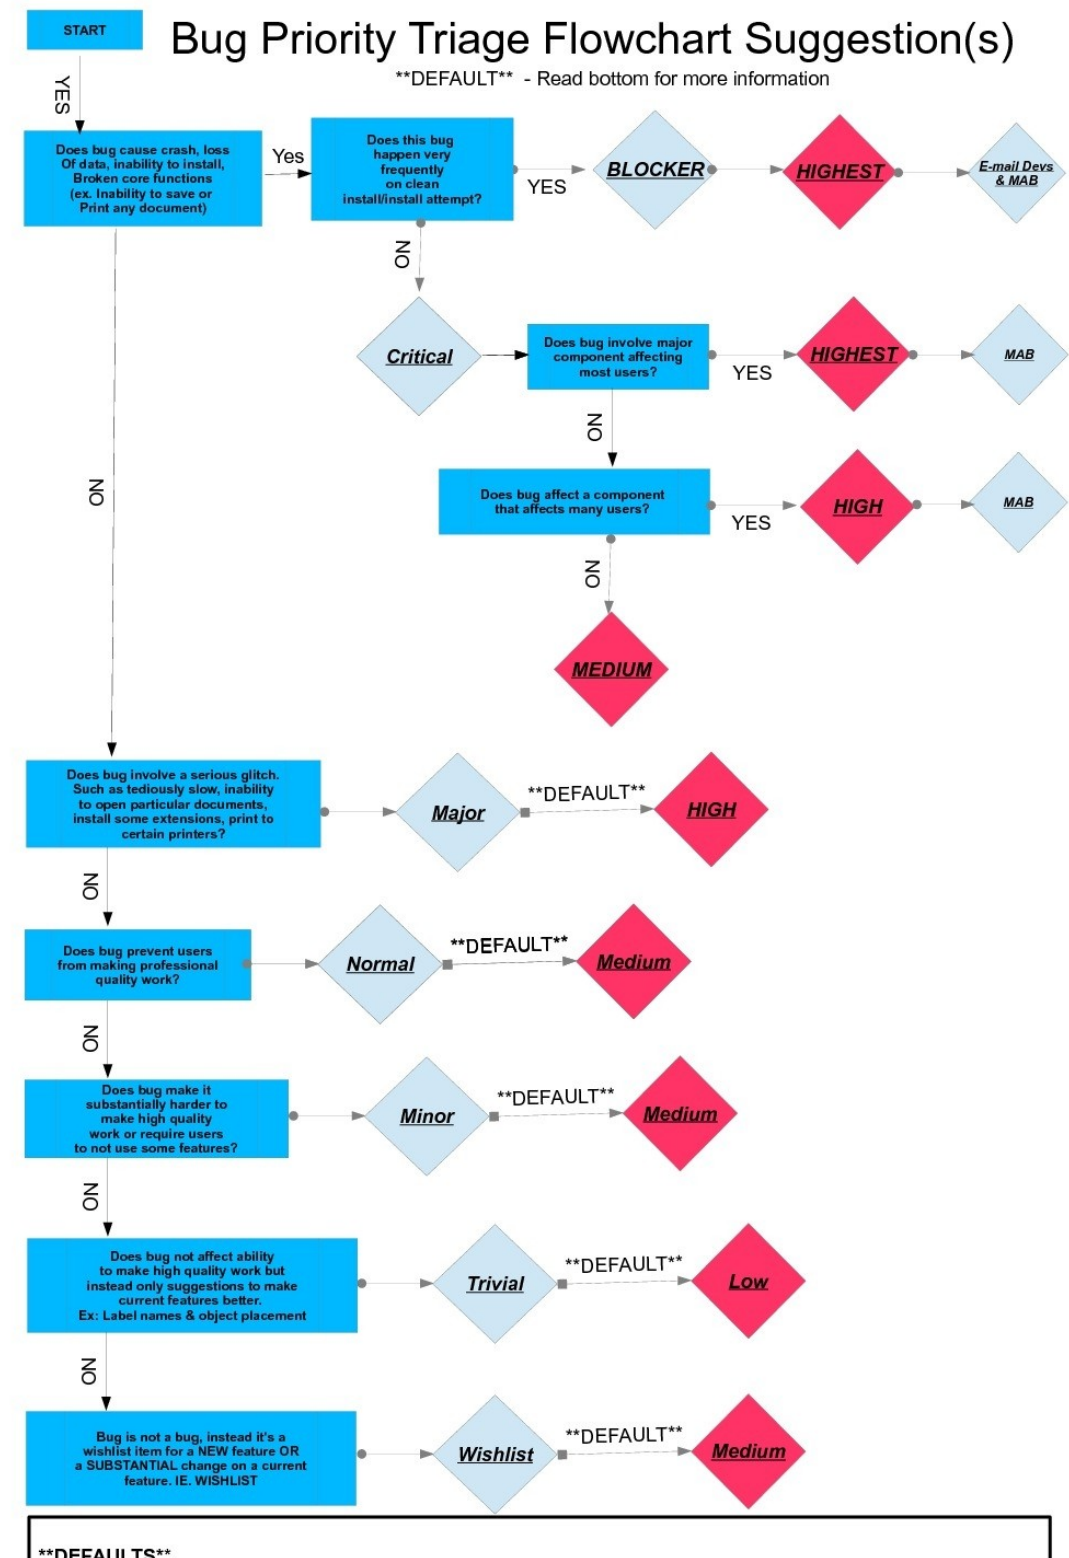 START
Bug Priority Triage Flowchart Suggestion(s)
**DEFAULT** - Read bottom for more information
YES
Does bug cause crash, loss
Of data, inability to install,
Broken core functions
(ex. Inability to save or
Print any document)
Yes
Does this bug
happen very
frequently
on clean
install/install attempt?
YES
BLOCKER
HIGHEST
E-mail Devs
& MAB
NO
Critical
Does bug involve major
component affecting
most users?
YES
HIGHEST
MAB
NO
Does bug affect a component
that affects many users?
YES
HIGH
MAB
NO
MEDIUM
NO
Does bug involve a serious glitch.
Such as tediously slow, inability
to open particular documents,
install some extensions, print to
certain printers?
Major
**DEFAULT**
HIGH
NO
Does bug prevent users
from making professional
quality work?
Normal
**DEFAULT**
Medium
NO
Does bug make it
substantially harder to
make high quality
work or require users
to not use some features?
Minor
**DEFAULT**
Medium
NO
Does bug not affect ability
to make high quality work but
instead only suggestions to make
current features better.
Ex: Label names & object placement
Trivial
**DEFAULT**
Low
NO
Bug is not a bug, instead it's a
wishlist item for a NEW feature OR
a SUBSTANTIAL change on a current
feature. IE. WISHLIST
Wishlist
**DEFAULT**
Medium
**DEFAULTS**